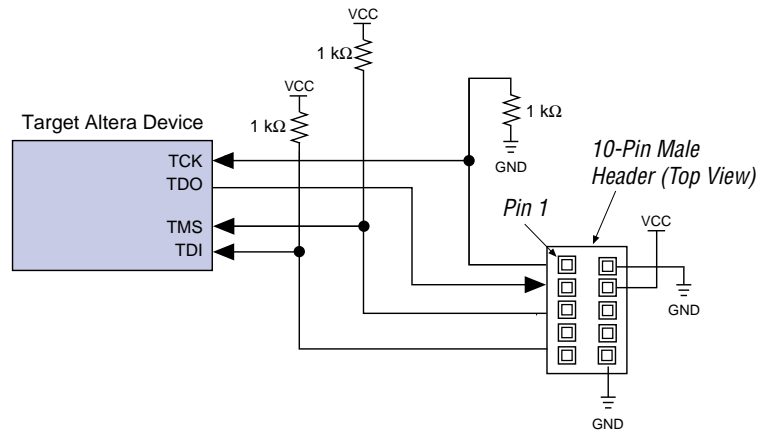 VCC
1 kΩ
VCC
1 kΩ
1 kΩ
GND
Target Altera Device
TCK
TDO
TMS
TDI
10-Pin Male
Header (Top View)
Pin 1
VCC
GND
GND